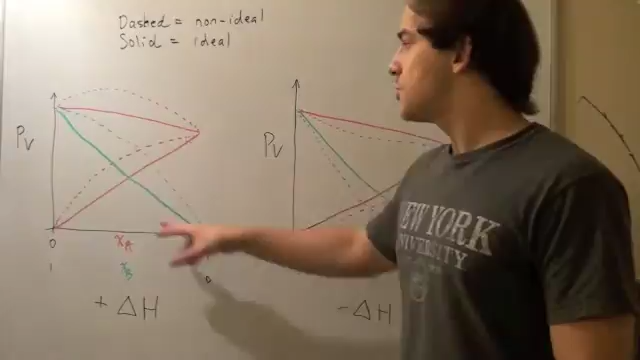 Dashed = non-ideal
Solid = ideal
Pv
0
xA
1
xB
0
+ΔH
Pv
-ΔH
NEW YORK
UNIVERSITY